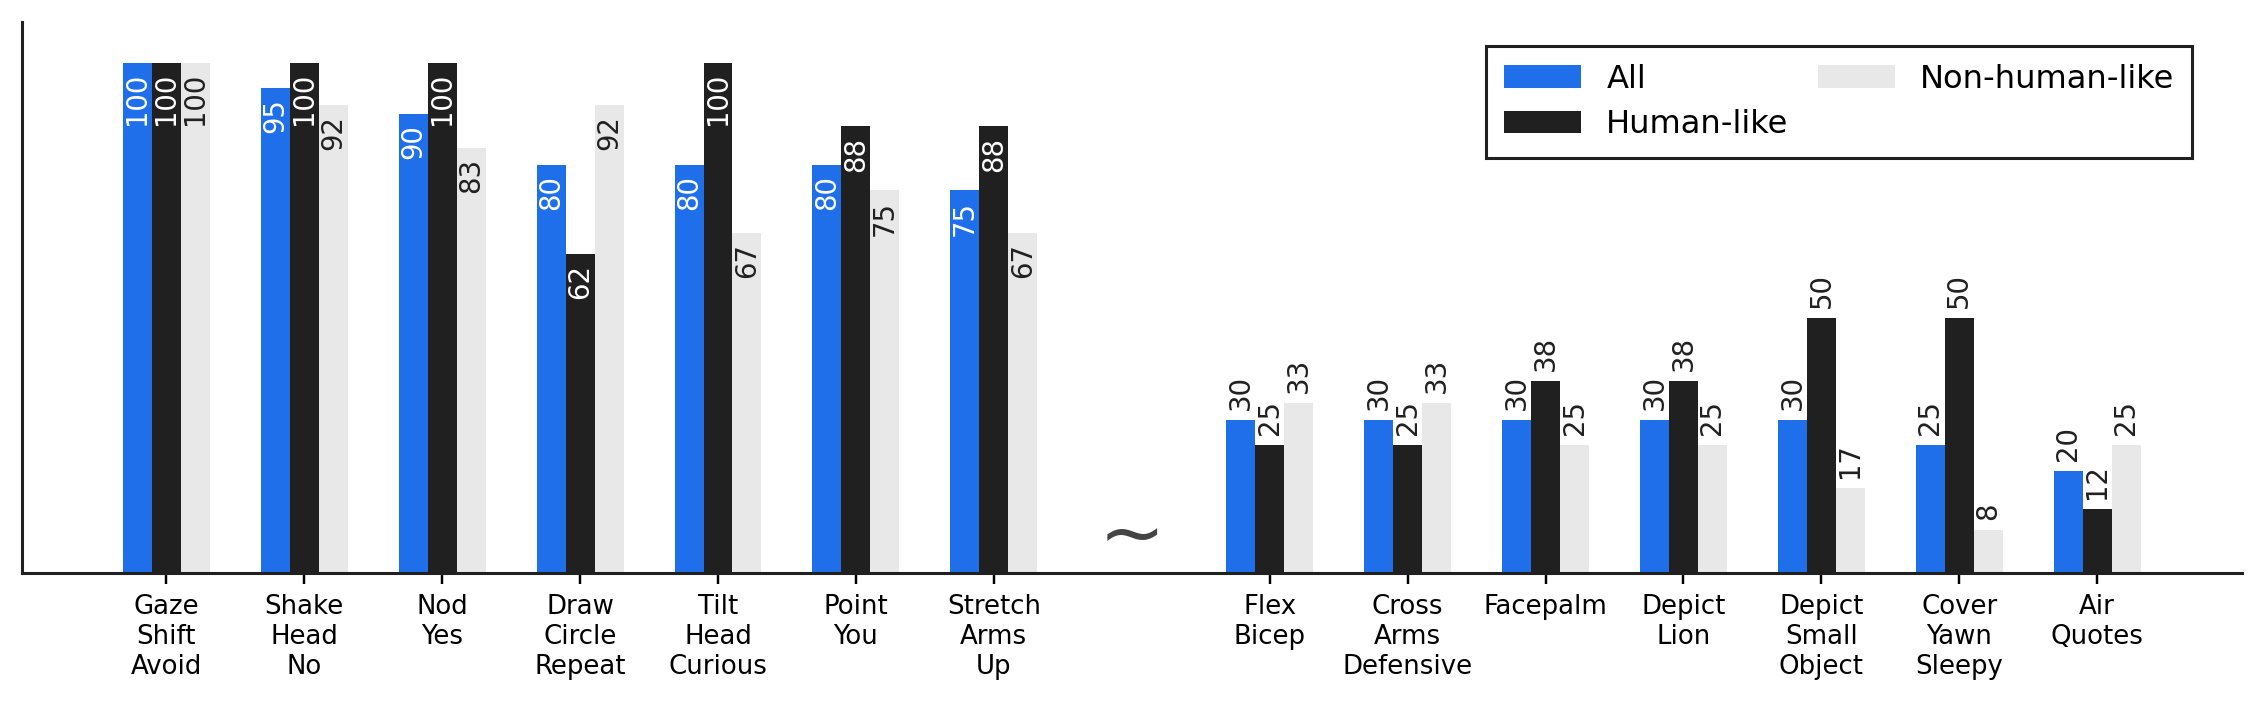 All
Human-like
Non-human-like
100 100 100
95 100 92
90 100 83
80 62 92
80 100 67
80 88 75
75 88 67
~
30 25 33
30 25 33
30 38 25
30 38 25
30 50 17
25 50 8
20 12 25
Gaze
Shift
Avoid
Shake
Head
No
Nod
Yes
Draw
Circle
Repeat
Tilt
Head
Curious
Point
You
Stretch
Arms
Up
Flex
Bicep
Cross
Arms
Defensive
Facepalm
Depict
Lion
Depict
Small
Object
Cover
Yawn
Sleepy
Air
Quotes